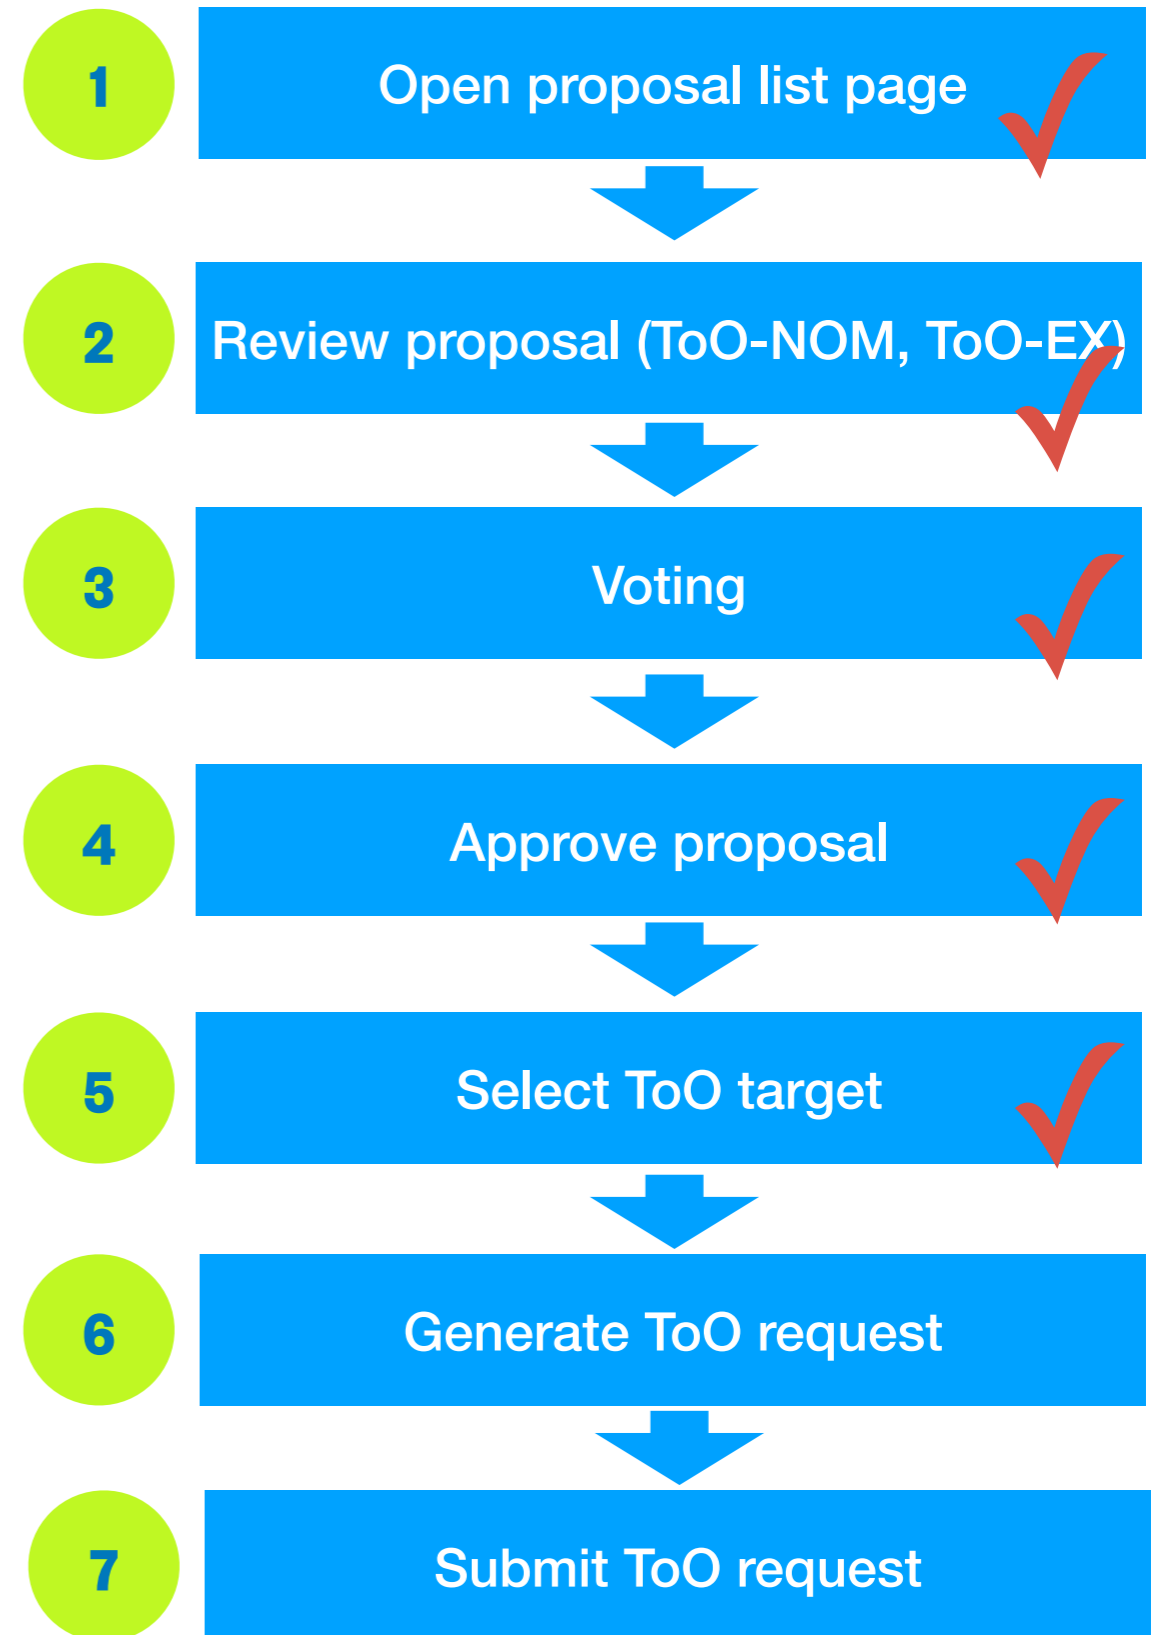 1
Open proposal list page
2
Review proposal (ToO-NOM, ToO-EX)
3
Voting
4
Approve proposal
5
Select ToO target
6
Generate ToO request
7
Submit ToO request